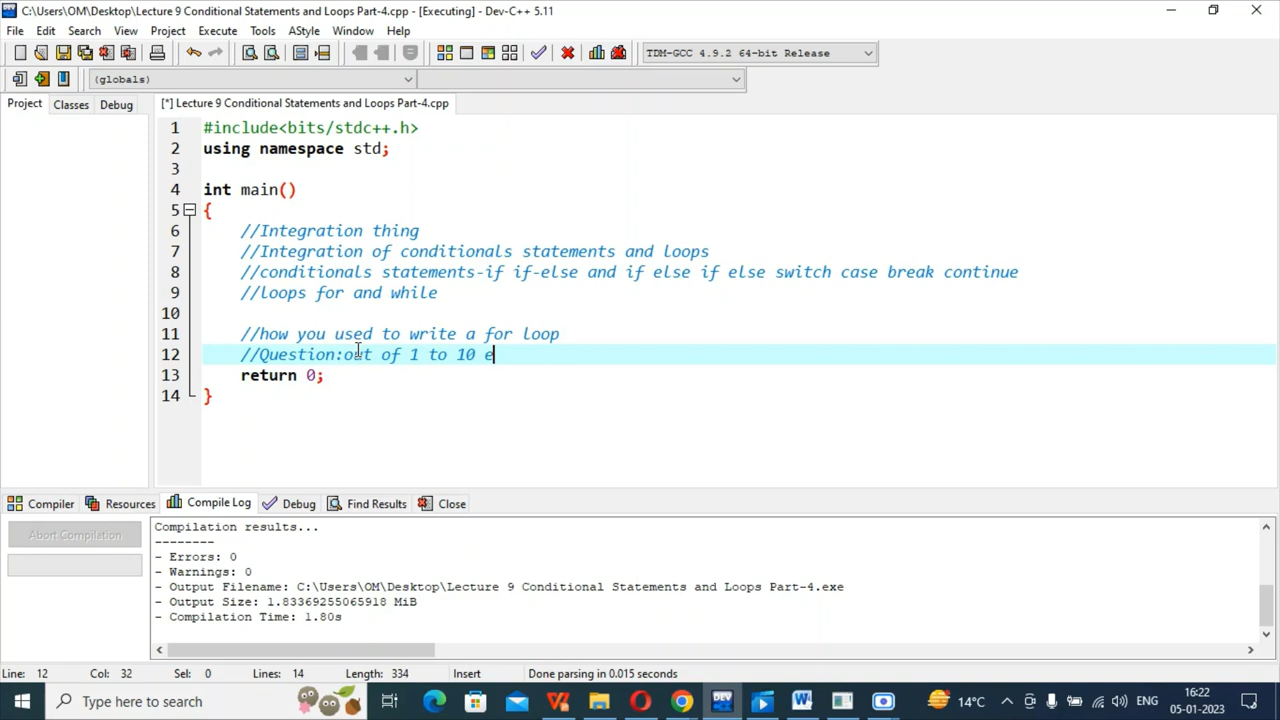 C:\Users\OM\Desktop\Lecture 9 Conditional Statements and Loops Part-4.cpp - [Executing] - Dev-C++ 5.11
File Edit Search View Project Execute Tools AStyle Window Help
TDM-GCC 4.9.2 64-bit Release
(globals)
Project Classes Debug [*] Lecture 9 Conditional Statements and Loops Part-4.cpp
1 #include<bits/stdc++.h>
2 using namespace std;
3
4 int main()
5 {
6 //Integration thing
7 //Integration of conditionals statements and loops
8 //conditionals statements-if if-else and if else if else switch case break continue
9 //loops for and while
10
11 //how you used to write a for loop
12 //Question:out of 1 to 10 e
13 return 0;
14 }
Compiler Resources Compile Log Debug Find Results Close
Abort Compilation
Compilation results...
--------
- Errors: 0
- Warnings: 0
- Output Filename: C:\Users\OM\Desktop\Lecture 9 Conditional Statements and Loops Part-4.exe
- Output Size: 1.83369255065918 MiB
- Compilation Time: 1.80s
Line: 12 Col: 32 Sel: 0 Lines: 14 Length: 334 Insert Done parsing in 0.015 seconds
Type here to search DEV 14°C ENG 16:22
05-01-2023